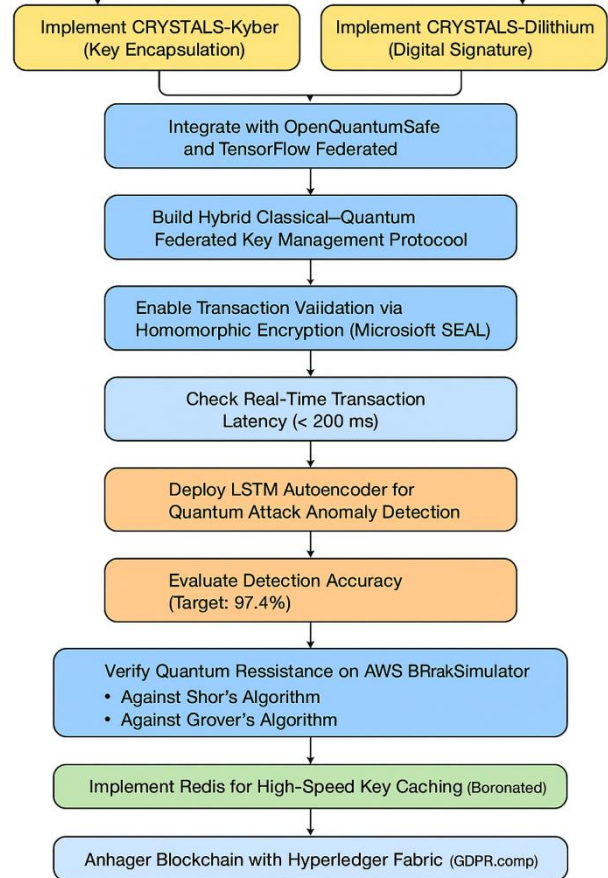 Implement CRYSTALS-Kyber
(Key Encapsulation)
Implement CRYSTALS-Dilithium
(Digital Signature)
Integrate with OpenQuantumSafe
and TensorFlow Federated
Build Hybrid Classical–Quantum
Federated Key Management Protocool
Enable Transaction Vaiidation via
Homomorphic Encryption (Microsioft SEAL)
Check Real-Time Transaction
Latency (< 200 ms)
Deploy LSTM Autoencoder for
Quantum Attack Anomaly Detection
Evaluate Detection Accuracy
(Target: 97.4%)
Verify Quantum Ressistance on AWS BRrakSimulator
• Against Shor's Algorithm
• Against Grover's Algorithm
Implement Redis for High-Speed Key Caching (Boronated)
Anhager Blockchain with Hyperledger Fabric (GDPR.comp)